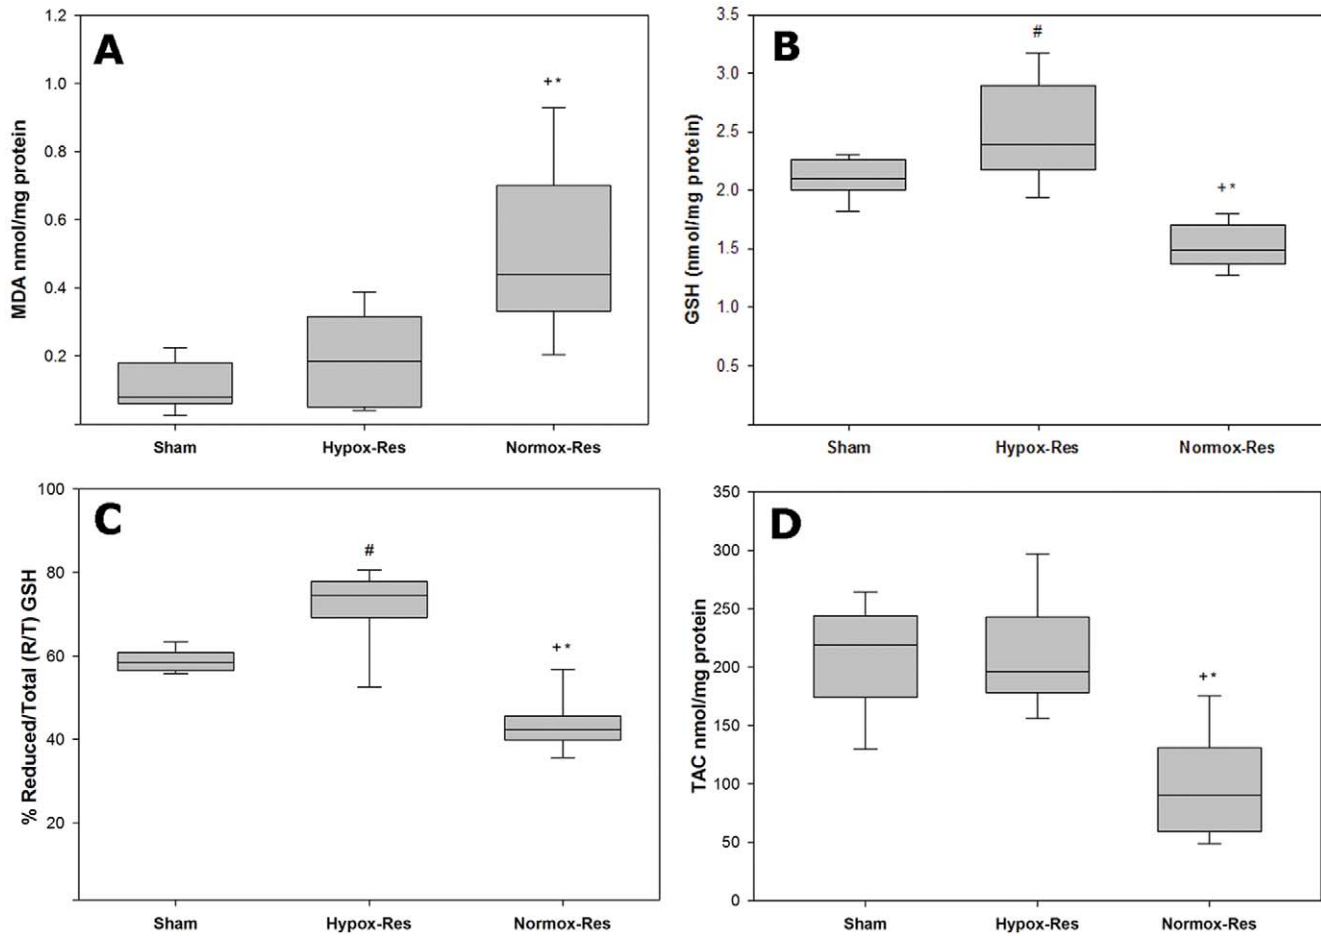 A
MDA nmol/mg protein
1.2
1.0
0.8
0.6
0.4
0.2
+ *
Sham Hypox-Res Normox-Res
B
GSH (nmol/mg protein)
3.5
3.0
2.5
2.0
1.5
1.0
0.5
#
+ *
Sham Hypox-Res Normox-Res
C
% Reduced/Total (R/T) GSH
100
80
60
40
20
#
+ *
Sham Hypox-Res Normox-Res
D
TAC nmol/mg protein
350
300
250
200
150
100
50
0
+ *
Sham Hypox-Res Normox-Res